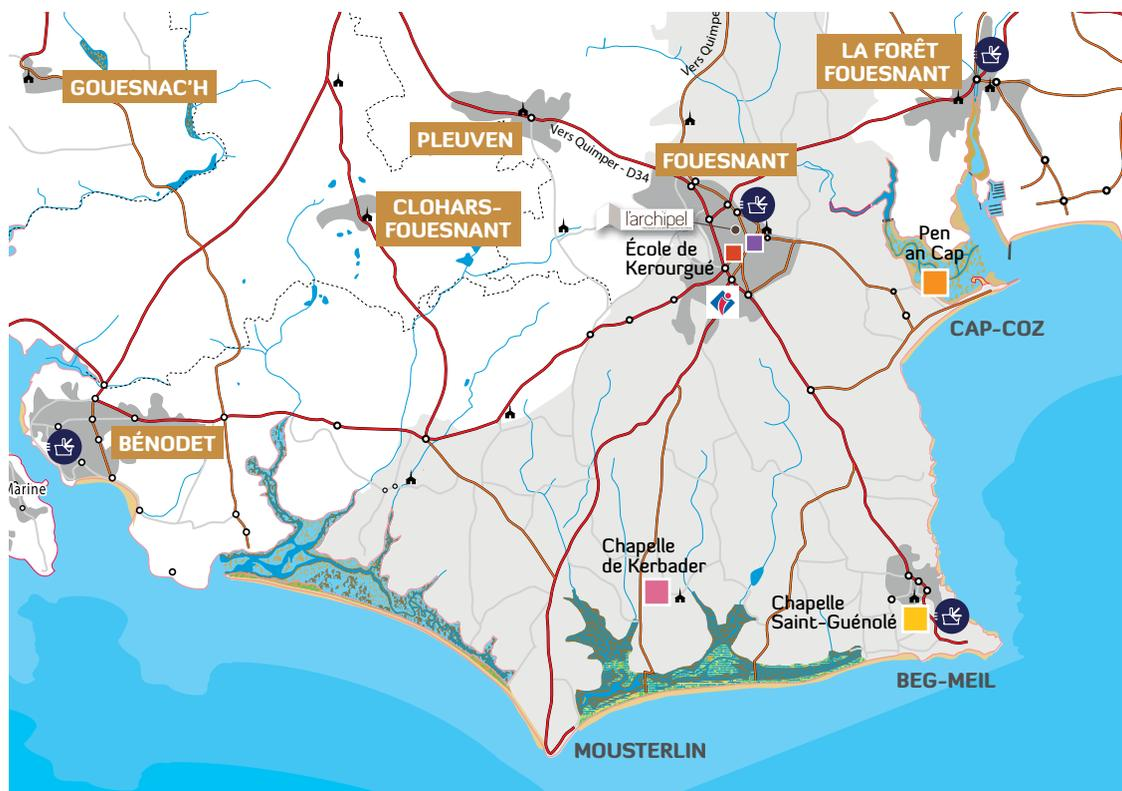 Vers Quimpe
LA FORÊT
FOUESNANT
GOUESNAC'H
PLEUVEN
Vers Quimper - D34
FOUESNANT
CLOHARS-
FOUESNANT
l'archipel
École de
Kerourgué
Pen
an Cap
CAP-COZ
BÉNODET
Marine
Chapelle
de Kerbader
Chapelle
Saint-Guénolé
BEG-MEIL
MOUSTERLIN